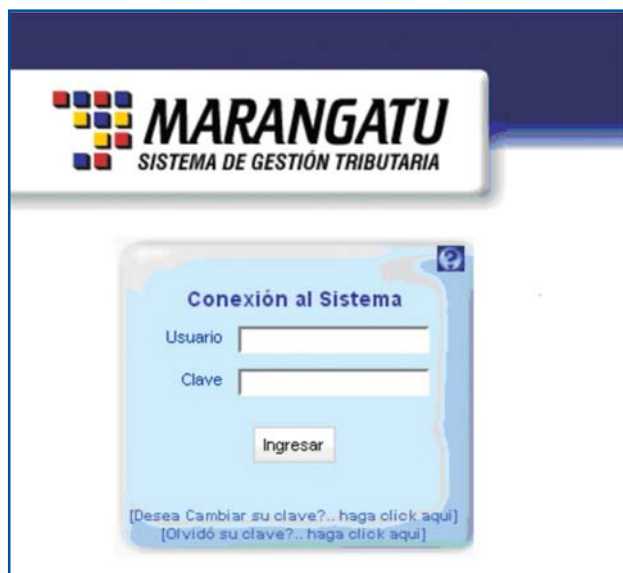 MARANGATU
SISTEMA DE GESTIÓN TRIBUTARIA
?
Conexión al Sistema
Usuario
Clave
Ingresar
[Desea Cambiar su clave?.. haga click aqui]
[Olvidó su clave?.. haga click aqui]